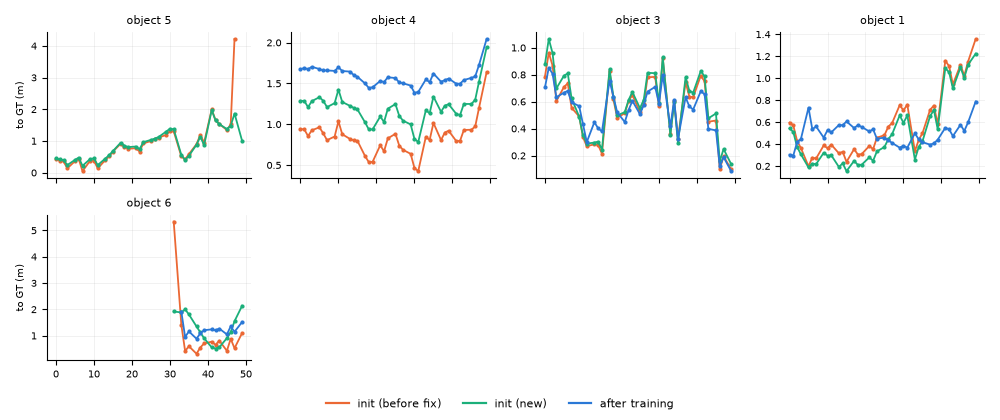 object 5
object 4
object 3
object 1
to GT (m)
4
3
2
1
0
2.0
1.5
1.0
0.5
1.0
0.8
0.6
0.4
0.2
1.4
1.2
1.0
0.8
0.6
0.4
0.2
object 6
to GT (m)
5
4
3
2
1
0 10 20 30 40 50
init (before fix) init (new) after training